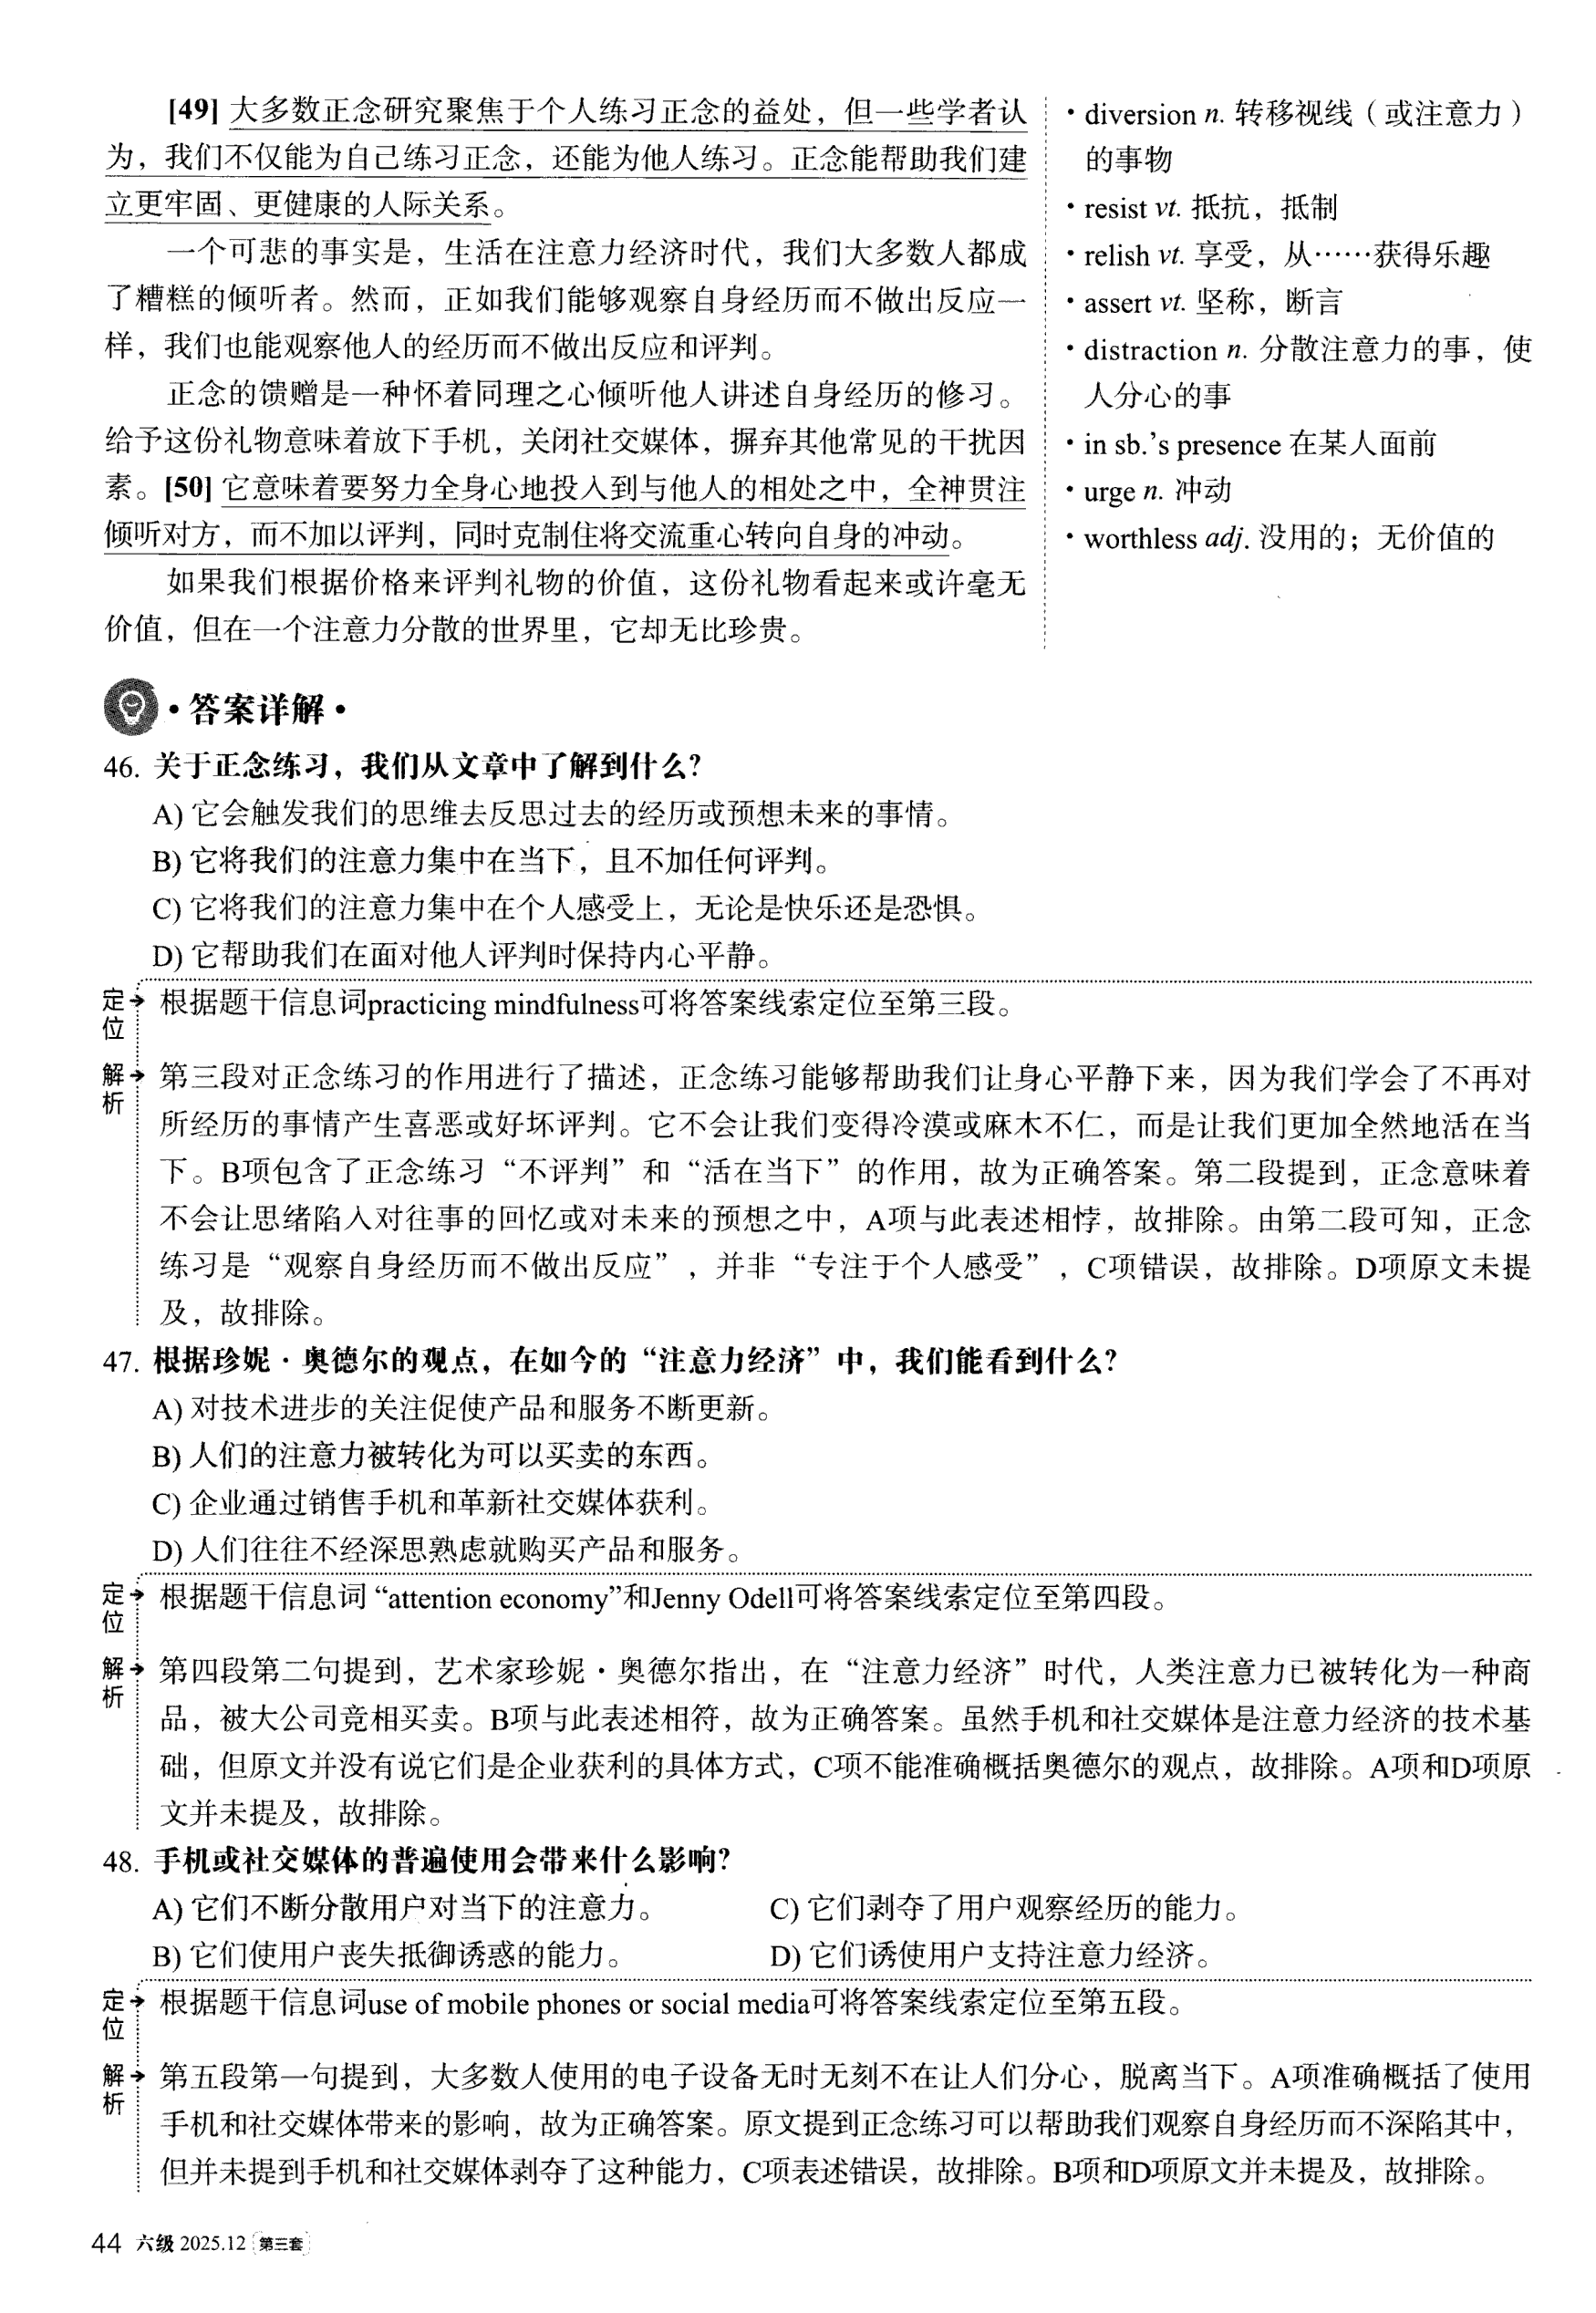 [49] 大多数正念研究聚焦于个人练习正念的益处，但一些学者认
为，我们不仅能为自己练习正念，还能为他人练习。正念能帮助我们建
立更牢固、更健康的人际关系。
一个可悲的事实是，生活在注意力经济时代，我们大多数人都成
了糟糕的倾听者。然而，正如我们能够观察自身经历而不做出反应一
样，我们也能观察他人的经历而不做出反应和评判。
正念的馈赠是一种怀着同理之心倾听他人讲述自身经历的修习。
给予这份礼物意味着放下手机，关闭社交媒体，摒弃其他常见的干扰因
素。[50] 它意味着要努力全身心地投入到与他人的相处之中，全神贯注
倾听对方，而不加以评判，同时克制住将交流重心转向自身的冲动。
如果我们根据价格来评判礼物的价值，这份礼物看起来或许毫无
价值，但在一个注意力分散的世界里，它却无比珍贵。
· diversion n. 转移视线（或注意力）
的事物
· resist vt. 抵抗，抵制
· relish vt. 享受，从……获得乐趣
· assert vt. 坚称，断言
· distraction n. 分散注意力的事，使
人分心的事
· in sb.’s presence 在某人面前
· urge n. 冲动
· worthless adj. 没用的；无价值的
·答案详解·
46. 关于正念练习，我们从文章中了解到什么？
A) 它会触发我们的思维去反思过去的经历或预想未来的事情。
B) 它将我们的注意力集中在当下，且不加任何评判。
C) 它将我们的注意力集中在个人感受上，无论是快乐还是恐惧。
D) 它帮助我们在面对他人评判时保持内心平静。
定位 根据题干信息词practicing mindfulness可将答案线索定位至第三段。
解析 第三段对正念练习的作用进行了描述，正念练习能够帮助我们让身心平静下来，因为我们学会了不再对
所经历的事情产生喜恶或好坏评判。它不会让我们变得冷漠或麻木不仁，而是让我们更加全然地活在当
下。B项包含了正念练习“不评判”和“活在当下”的作用，故为正确答案。第二段提到，正念意味着
不会让思绪陷入对往事的回忆或对未来的预想之中，A项与此表述相悖，故排除。由第二段可知，正念
练习是“观察自身经历而不做出反应”，并非“专注于个人感受”，C项错误，故排除。D项原文未提
及，故排除。
47. 根据珍妮·奥德尔的观点，在如今的“注意力经济”中，我们能看到什么？
A) 对技术进步的关注促使产品和服务不断更新。
B) 人们的注意力被转化为可以买卖的东西。
C) 企业通过销售手机和革新社交媒体获利。
D) 人们往往不经深思熟虑就购买产品和服务。
定位 根据题干信息词 “attention economy”和Jenny Odell可将答案线索定位至第四段。
解析 第四段第二句提到，艺术家珍妮·奥德尔指出，在“注意力经济”时代，人类注意力已被转化为一种商
品，被大公司竞相买卖。B项与此表述相符，故为正确答案。虽然手机和社交媒体是注意力经济的技术基
础，但原文并没有说它们是企业获利的具体方式，C项不能准确概括奥德尔的观点，故排除。A项和D项原
文并未提及，故排除。
48. 手机或社交媒体的普遍使用会带来什么影响？
A) 它们不断分散用户对当下的注意力。 C) 它们剥夺了用户观察经历的能力。
B) 它们使用户丧失抵御诱惑的能力。 D) 它们诱使用户支持注意力经济。
定位 根据题干信息词use of mobile phones or social media可将答案线索定位至第五段。
解析 第五段第一句提到，大多数人使用的电子设备无时无刻不在让人们分心，脱离当下。A项准确概括了使用
手机和社交媒体带来的影响，故为正确答案。原文提到正念练习可以帮助我们观察自身经历而不深陷其中，
但并未提到手机和社交媒体剥夺了这种能力，C项表述错误，故排除。B项和D项原文并未提及，故排除。
44 六级 2025.12 第三套